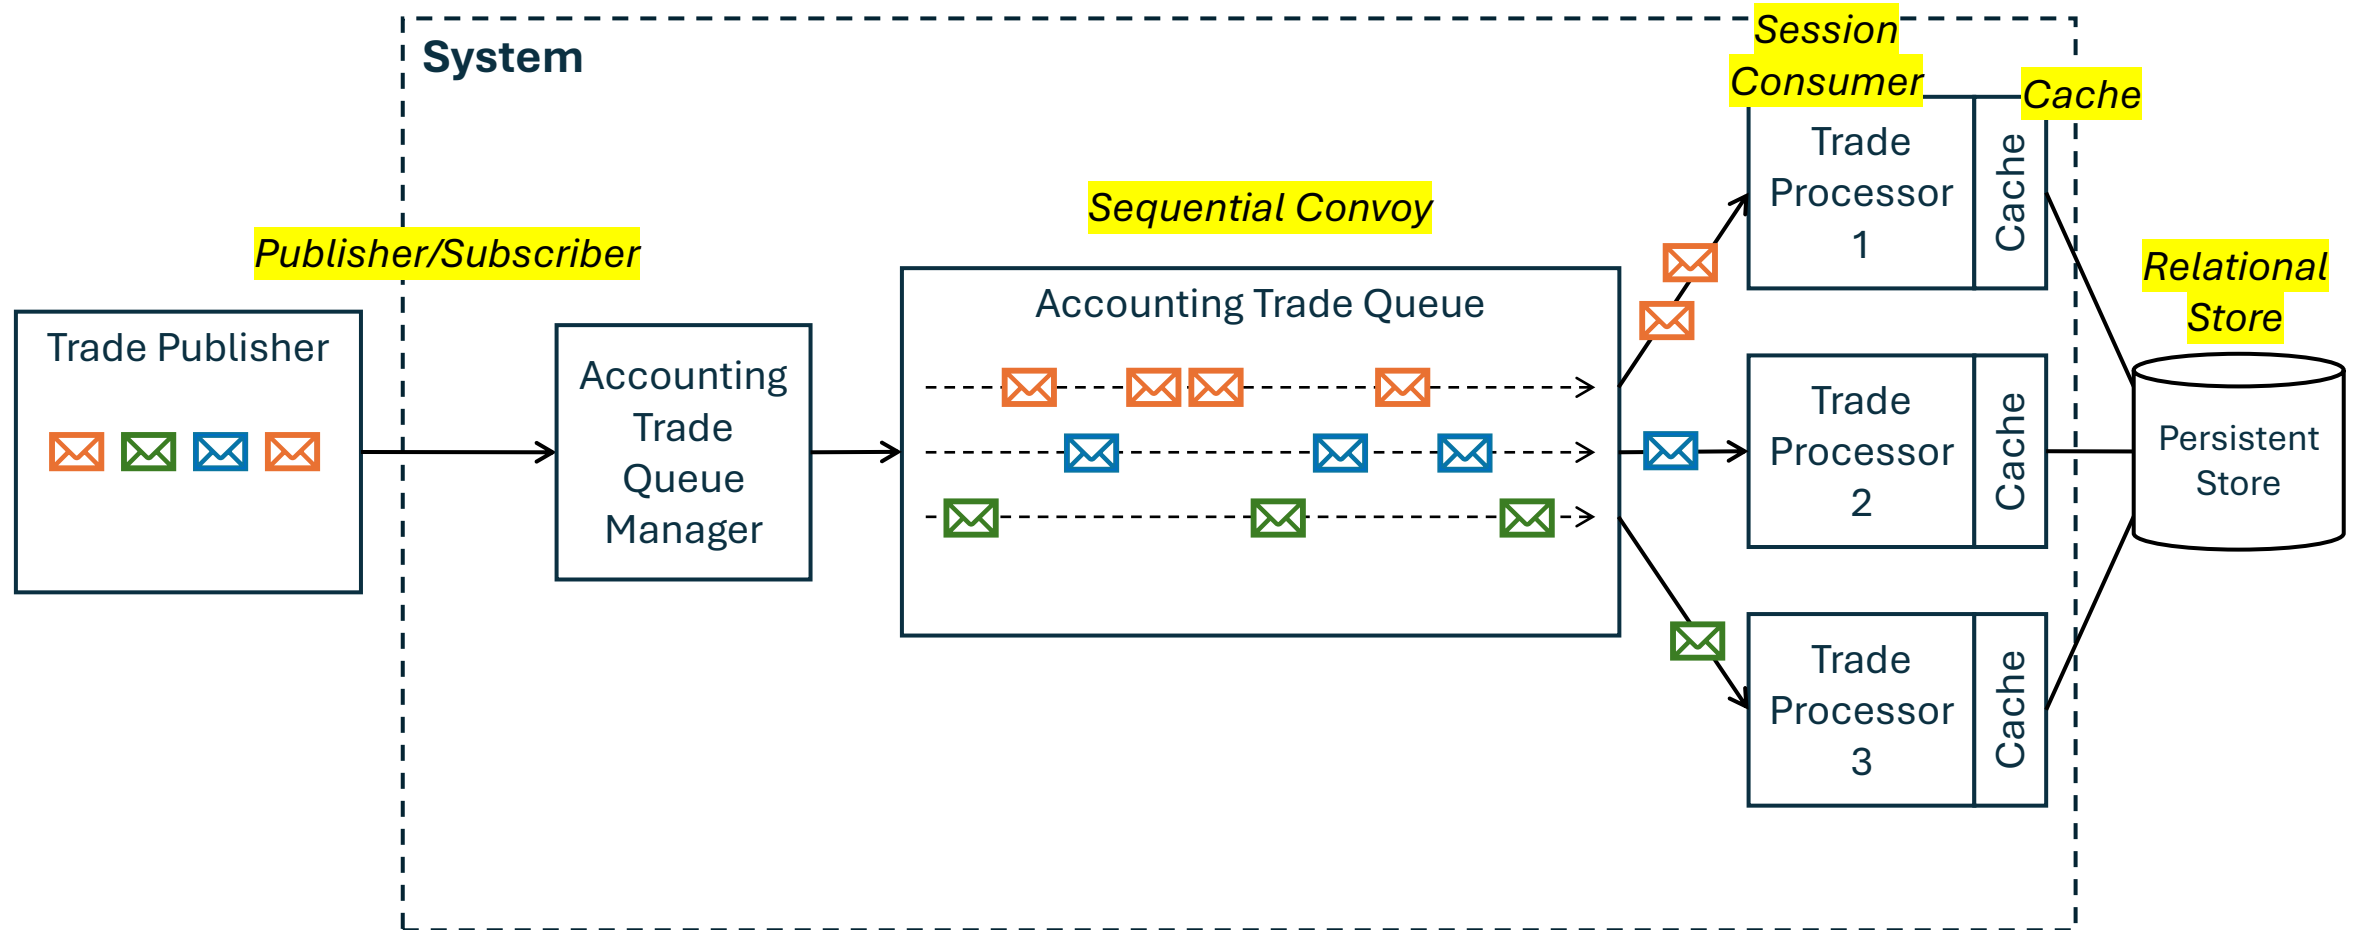 System
Session
Consumer
Cache
Trade
Processor
1
Cache
Sequential Convoy
Publisher/Subscriber
Relational
Store
Trade Publisher
Accounting
Trade
Queue
Manager
Accounting Trade Queue
Trade
Processor
2
Cache
Persistent
Store
Trade
Processor
3
Cache